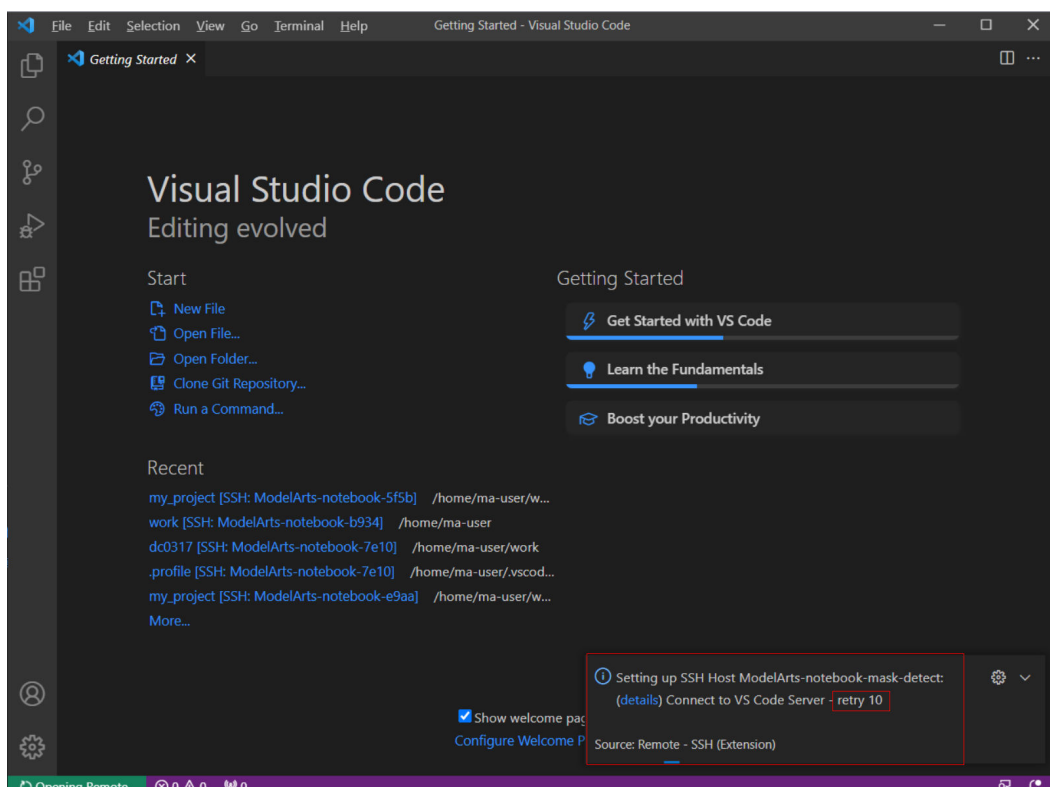 File Edit Selection View Go Terminal Help Getting Started - Visual Studio Code
Getting Started
Visual Studio Code
Editing evolved
Start
New File
Open File...
Open Folder...
Clone Git Repository...
Run a Command...
Getting Started
Get Started with VS Code
Learn the Fundamentals
Boost your Productivity
Recent
my_project [SSH: ModelArts-notebook-5f5b] /home/ma-user/w...
work [SSH: ModelArts-notebook-b934] /home/ma-user
dc0317 [SSH: ModelArts-notebook-7e10] /home/ma-user/work
.profile [SSH: ModelArts-notebook-7e10] /home/ma-user/.vscod...
my_project [SSH: ModelArts-notebook-e9aa] /home/ma-user/w...
More...
Show welcome pag
Configure Welcome P
Setting up SSH Host ModelArts-notebook-mask-detect:
(details) Connect to VS Code Server - retry 10
Source: Remote - SSH (Extension)
Opening Remote... 0 0 0